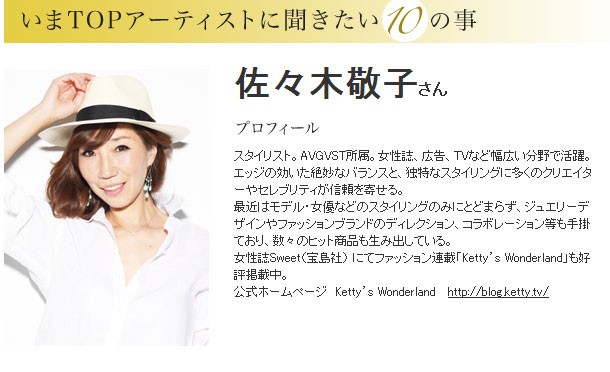 いまTOPアーティストに聞きたい10の事
佐々木敬子さん
プロフィール
スタイリスト。AVGVST所属。女性誌、広告、TVなど幅広い分野で活躍。
エッジの効いた絶妙なバランスと、独特なスタイリングに多くのクリエイタ
ーやセレブリティが信頼を寄せる。
最近はモデル・女優などのスタイリングのみにとどまらず、ジュエリーデ
ザインやファッションブランドのディレクション、コラボレーション等も手掛
ており、数々のヒット商品も生み出している。
女性誌Sweet（宝島社）にてファッション連載「Ketty's Wonderland」も好
評掲載中。
公式ホームページ　Ketty's Wonderland　http://blog.ketty.tv/